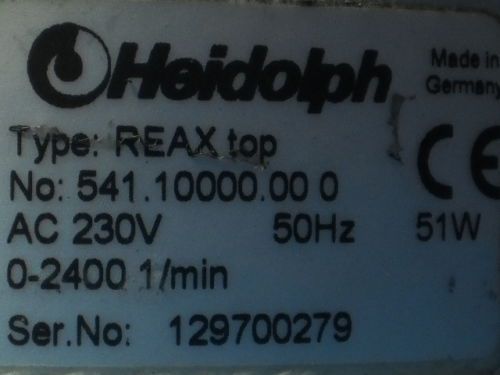 Heidolph
Made in
Germany
Type: REAX top
No: 541.10000.00 0
CE
AC 230V 50Hz 51W
0-2400 1/min
Ser.No: 129700279